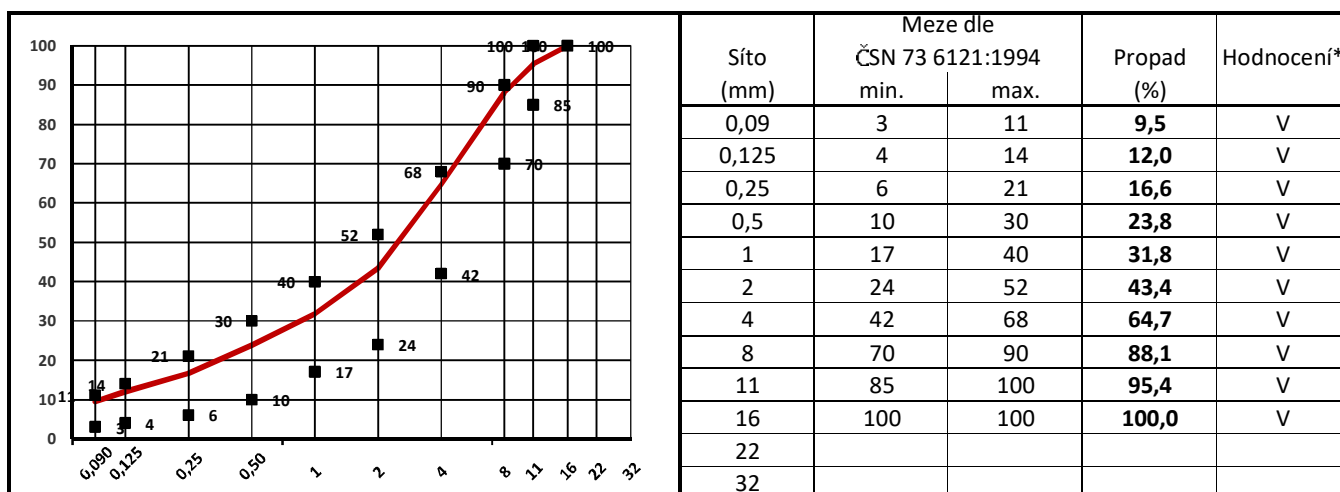 100
90
80
70
60
50
40
30
20
10
0
11 14 21 30 40 52 68 90 100 100 100
3 4 6 10 17 24 42 70 85
0,090 0,125 0,25 0,50 1 2 4 8 11 16 22 32
Meze dle
Síto ČSN 73 6121:1994 Propad Hodnocení*
(mm) min. max. (%)
0,09 3 11 9,5 V
0,125 4 14 12,0 V
0,25 6 21 16,6 V
0,5 10 30 23,8 V
1 17 40 31,8 V
2 24 52 43,4 V
4 42 68 64,7 V
8 70 90 88,1 V
11 85 100 95,4 V
16 100 100 100,0 V
22
32